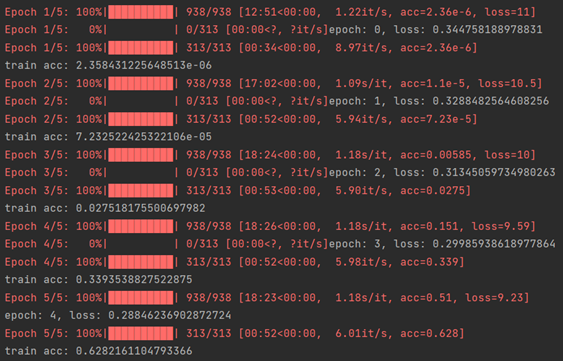 Epoch 1/5: 100%|██████████| 938/938 [12:51<00:00,  1.22it/s, acc=2.36e-6, loss=11]
Epoch 1/5:   0%|          | 0/313 [00:00<?, ?it/s]epoch: 0, loss: 0.344758188978831
Epoch 1/5: 100%|██████████| 313/313 [00:34<00:00,  8.97it/s, acc=2.36e-6]
train acc: 2.358431225648513e-06
Epoch 2/5: 100%|██████████| 938/938 [17:02<00:00,  1.09s/it, acc=1.1e-5, loss=10.5]
Epoch 2/5:   0%|          | 0/313 [00:00<?, ?it/s]epoch: 1, loss: 0.3288482564608256
Epoch 2/5: 100%|██████████| 313/313 [00:52<00:00,  5.94it/s, acc=7.23e-5]
train acc: 7.232522425322106e-05
Epoch 3/5: 100%|██████████| 938/938 [18:24<00:00,  1.18s/it, acc=0.00585, loss=10]
Epoch 3/5:   0%|          | 0/313 [00:00<?, ?it/s]epoch: 2, loss: 0.31345059734980263
Epoch 3/5: 100%|██████████| 313/313 [00:53<00:00,  5.90it/s, acc=0.0275]
train acc: 0.027518175500697982
Epoch 4/5: 100%|██████████| 938/938 [18:26<00:00,  1.18s/it, acc=0.151, loss=9.59]
Epoch 4/5:   0%|          | 0/313 [00:00<?, ?it/s]epoch: 3, loss: 0.29985938618977864
Epoch 4/5: 100%|██████████| 313/313 [00:52<00:00,  5.98it/s, acc=0.339]
train acc: 0.3393538827522875
Epoch 5/5: 100%|██████████| 938/938 [18:23<00:00,  1.18s/it, acc=0.51, loss=9.23]
epoch: 4, loss: 0.28846236902872724
Epoch 5/5: 100%|██████████| 313/313 [00:52<00:00,  6.01it/s, acc=0.628]
train acc: 0.6282161104793366